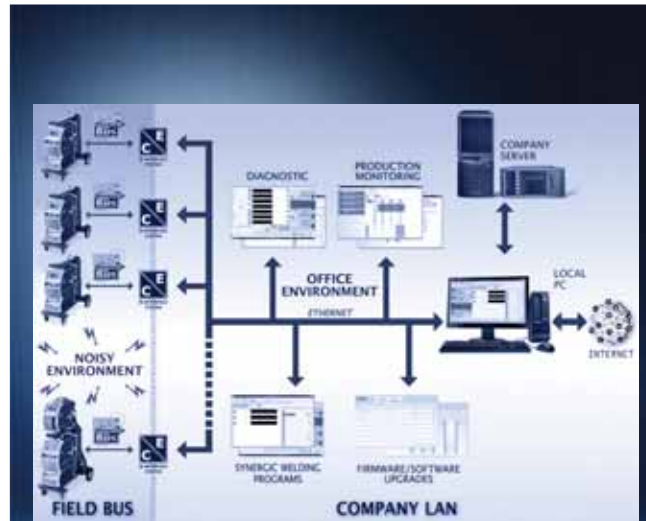 COMPANY
SERVER
DIAGNOSTIC
PRODUCTION
MONITORING
C E
C E
C E
OFFICE
ENVIRONMENT
ETHERNET
LOCAL
PC
INTERNET
NOISY
ENVIRONMENT
C E
SYNERGIC WELDING
PROGRAMS
FIRMWARE/SOFTWARE
UPGRADES
FIELD BUS
COMPANY LAN